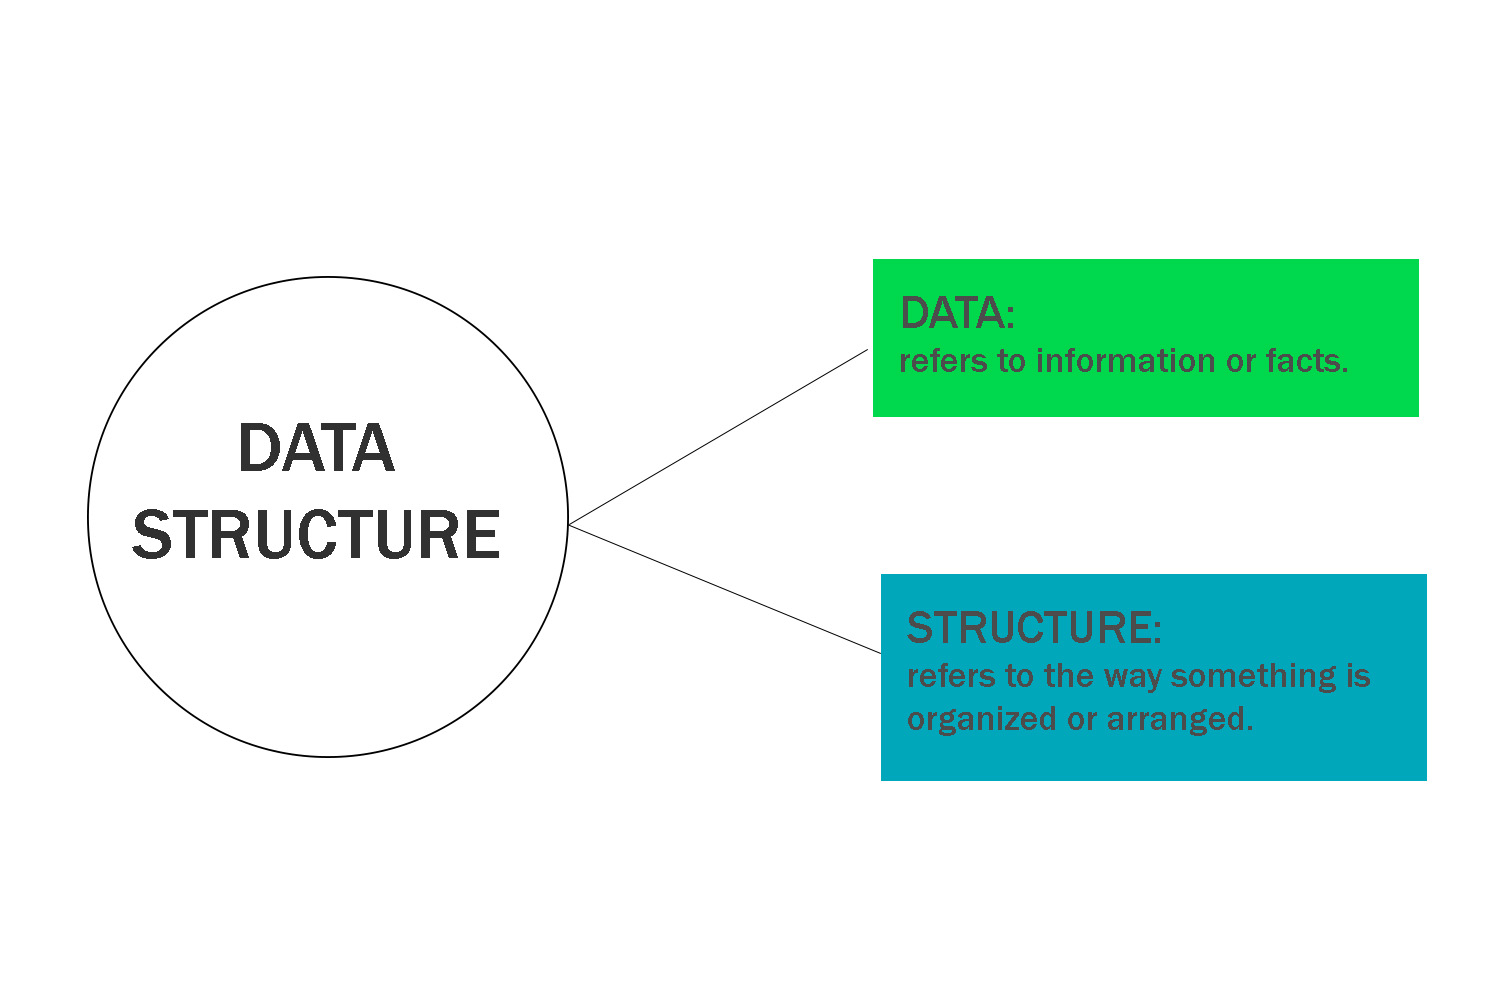 DATA
STRUCTURE
DATA:
refers to information or facts.
STRUCTURE:
refers to the way something is
organized or arranged.